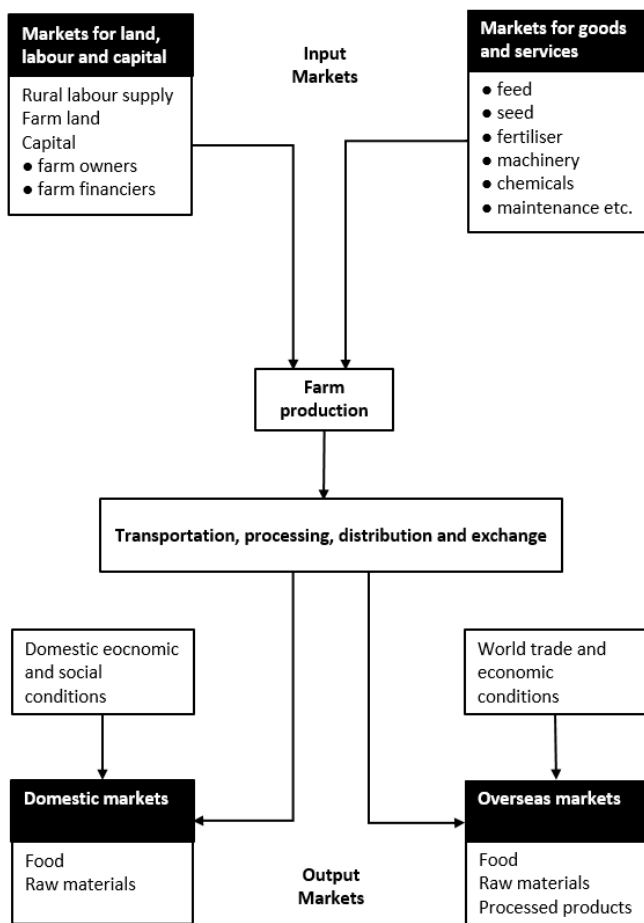 Markets for land,
labour and capital
Rural labour supply
Farm land
Capital
● farm owners
● farm financiers
Input
Markets
Markets for goods
and services
● feed
● seed
● fertiliser
● machinery
● chemicals
● maintenance etc.
Farm
production
Transportation, processing, distribution and exchange
Domestic eocnomic
and social
conditions
World trade and
economic
conditions
Domestic markets
Food
Raw materials
Output
Markets
Overseas markets
Food
Raw materials
Processed products